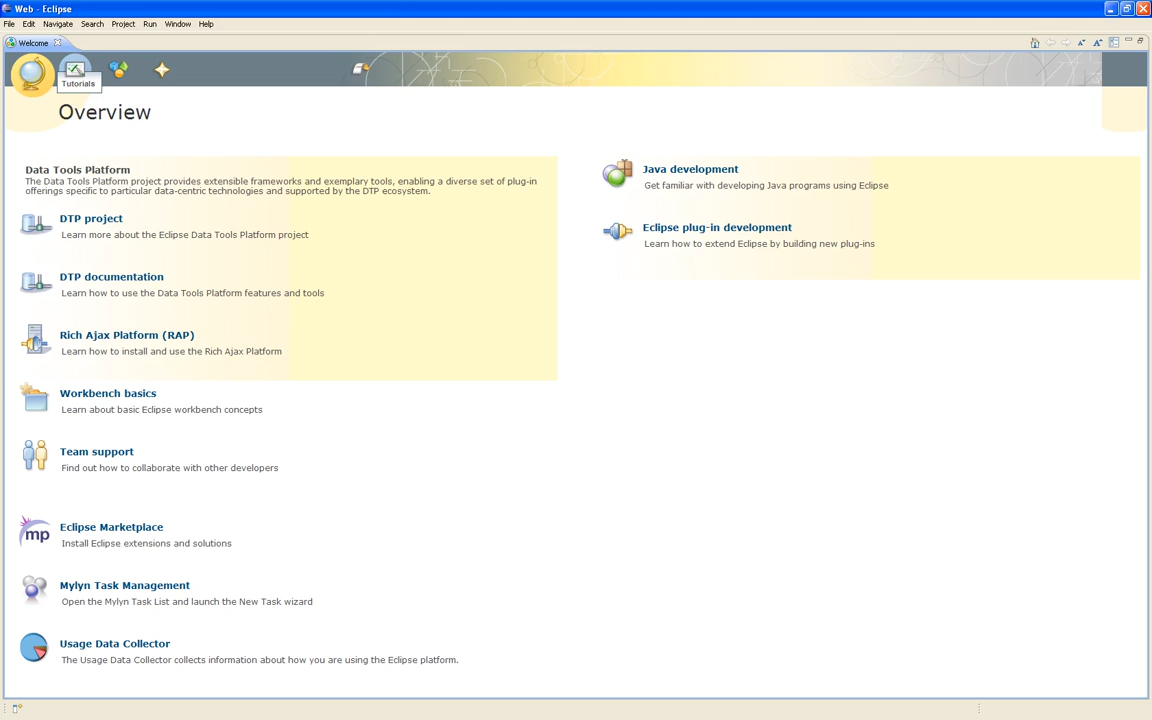 Web - Eclipse
File Edit Navigate Search Project Run Window Help
Welcome
Tutorials
Overview
Data Tools Platform
The Data Tools Platform project provides extensible frameworks and exemplary tools, enabling a diverse set of plug-in
offerings specific to particular data-centric technologies and supported by the DTP ecosystem.
DTP project
Learn more about the Eclipse Data Tools Platform project
DTP documentation
Learn how to use the Data Tools Platform features and tools
Rich Ajax Platform (RAP)
Learn how to install and use the Rich Ajax Platform
Workbench basics
Learn about basic Eclipse workbench concepts
Team support
Find out how to collaborate with other developers
mp
Eclipse Marketplace
Install Eclipse extensions and solutions
Mylyn Task Management
Open the Mylyn Task List and launch the New Task wizard
Usage Data Collector
The Usage Data Collector collects information about how you are using the Eclipse platform.
Java development
Get familiar with developing Java programs using Eclipse
Eclipse plug-in development
Learn how to extend Eclipse by building new plug-ins